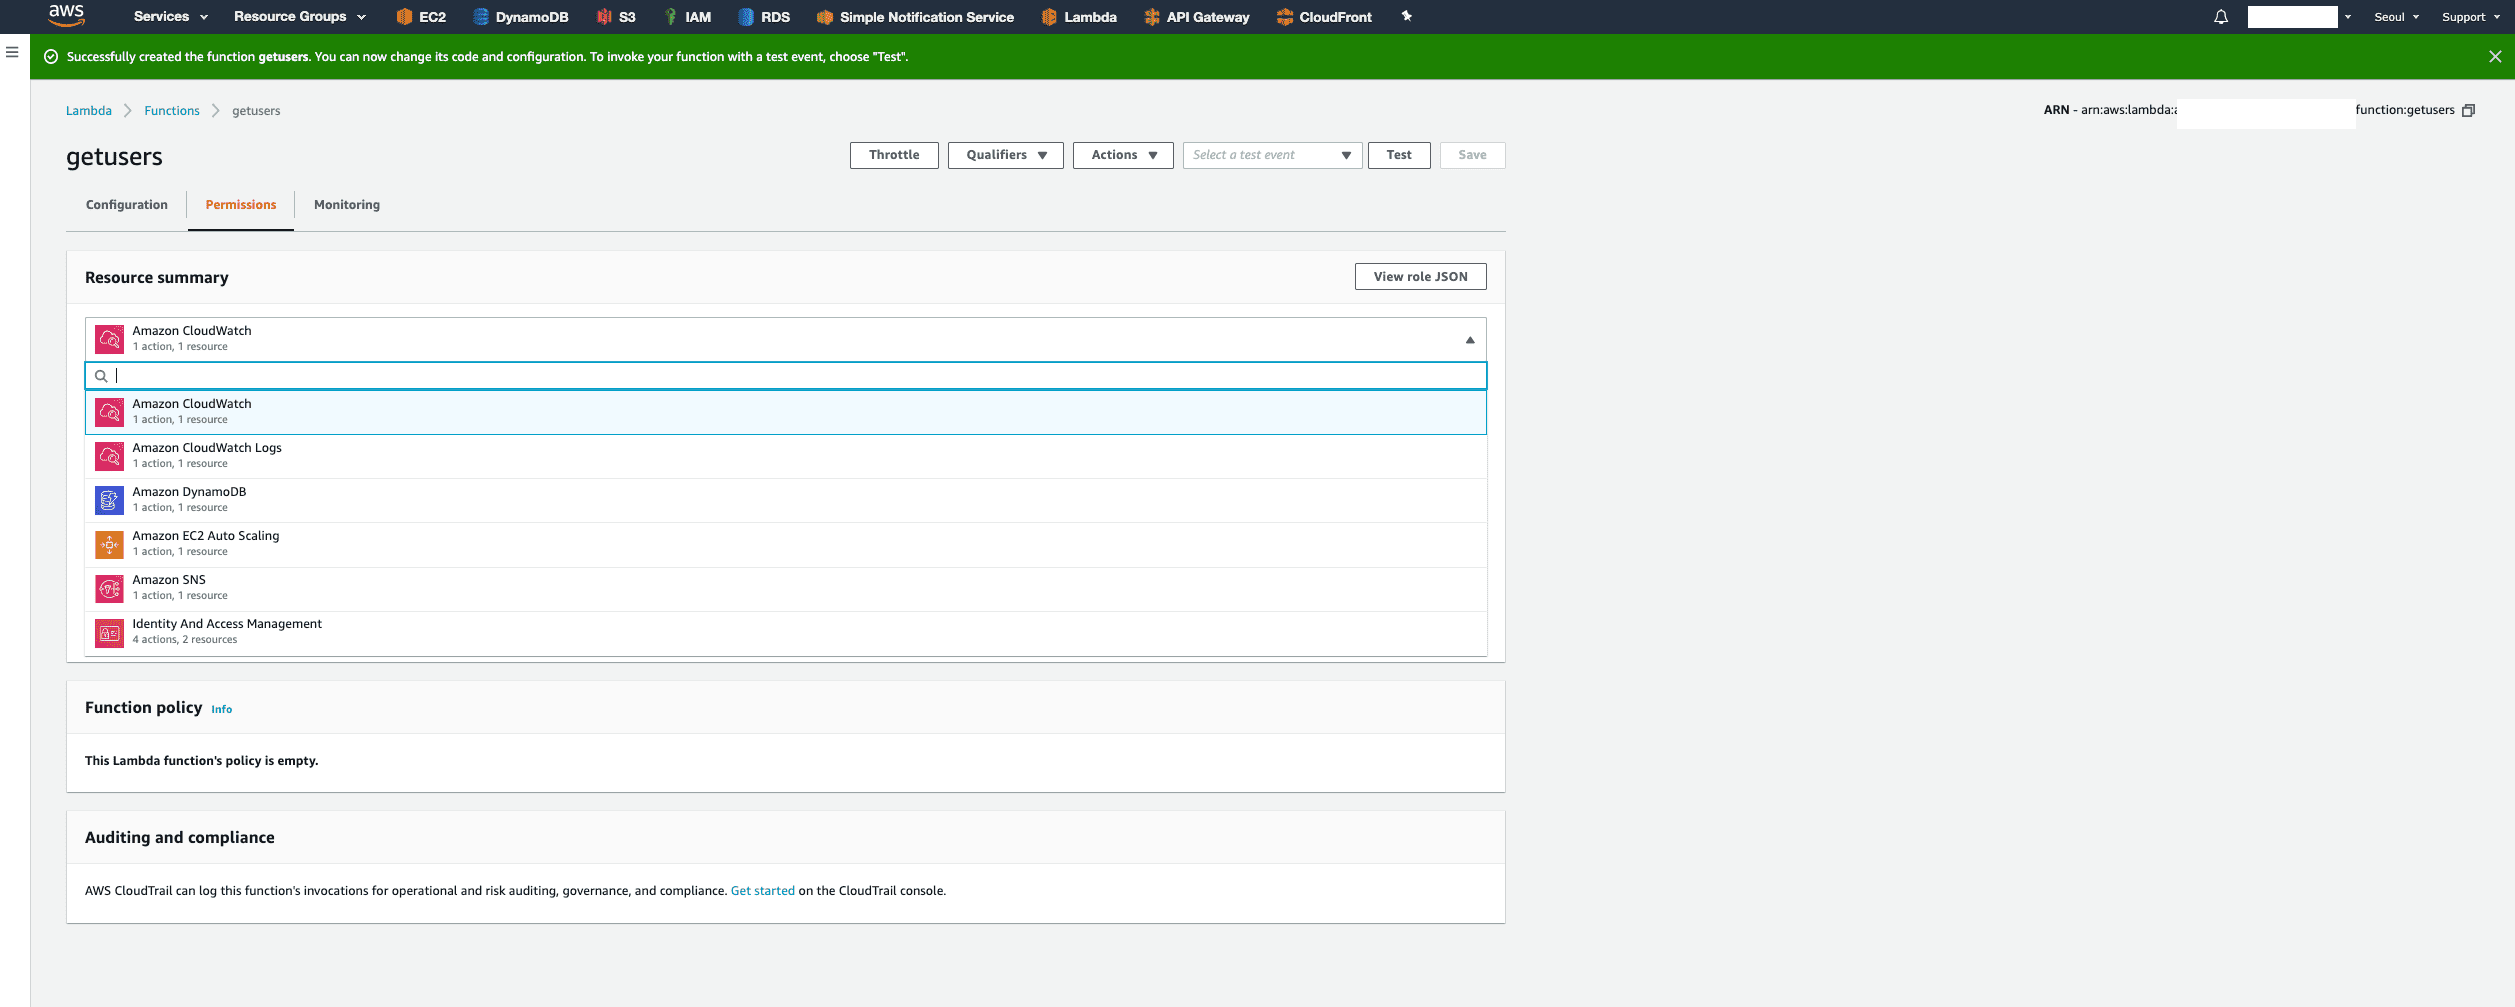 aws Services Resource Groups EC2 DynamoDB S3 IAM RDS Simple Notification Service Lambda API Gateway CloudFront Seoul Support
Successfully created the function getusers. You can now change its code and configuration. To invoke your function with a test event, choose "Test".
Lambda Functions getusers
ARN - arn:aws:lambda:a function:getusers
getusers
Throttle Qualifiers Actions Select a test event Test Save
Configuration Permissions Monitoring
Resource summary
View role JSON
Amazon CloudWatch
1 action, 1 resource
Amazon CloudWatch
1 action, 1 resource
Amazon CloudWatch Logs
1 action, 1 resource
Amazon DynamoDB
1 action, 1 resource
Amazon EC2 Auto Scaling
1 action, 1 resource
Amazon SNS
1 action, 1 resource
Identity And Access Management
4 actions, 2 resources
Function policy Info
This Lambda function's policy is empty.
Auditing and compliance
AWS CloudTrail can log this function's invocations for operational and risk auditing, governance, and compliance. Get started on the CloudTrail console.